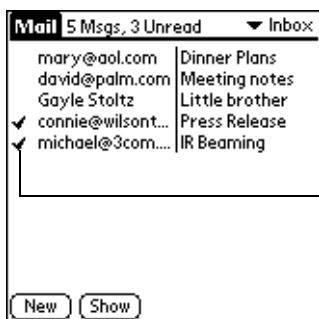 Mail 5 Msgs, 3 Unread Inbox
mary@aol.com Dinner Plans
david@palm.com Meeting notes
Gayle Stoltz Little brother
connie@wilsont... Press Release
michael@3com.... IR Beaming
New Show